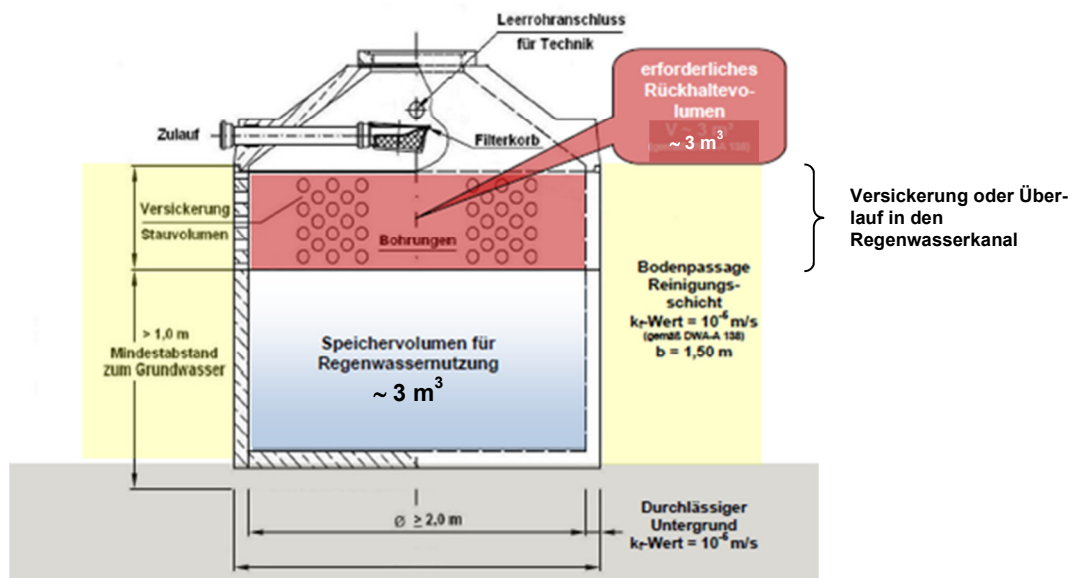 Leerrohranschluss
für Technik
erforderliches
Rückhaltevo-
lumen
~ 3 m³
Zulauf
Filterkorb
Versickerung
Stauvolumen
Bohrungen
Versickerung oder Über-
lauf in den
Regenwasserkanal
Bodenpassage
Reinigungs-
schicht
kf-Wert = 10⁻⁶ m/s
(gemäß DWA-A 138)
b = 1,50 m
> 1,0 m
Mindestabstand
zum Grundwasser
Speichervolumen für
Regenwassernutzung
~ 3 m³
Ø ≥ 2,0 m
Durchlässiger
Untergrund
kf-Wert = 10⁻⁶ m/s